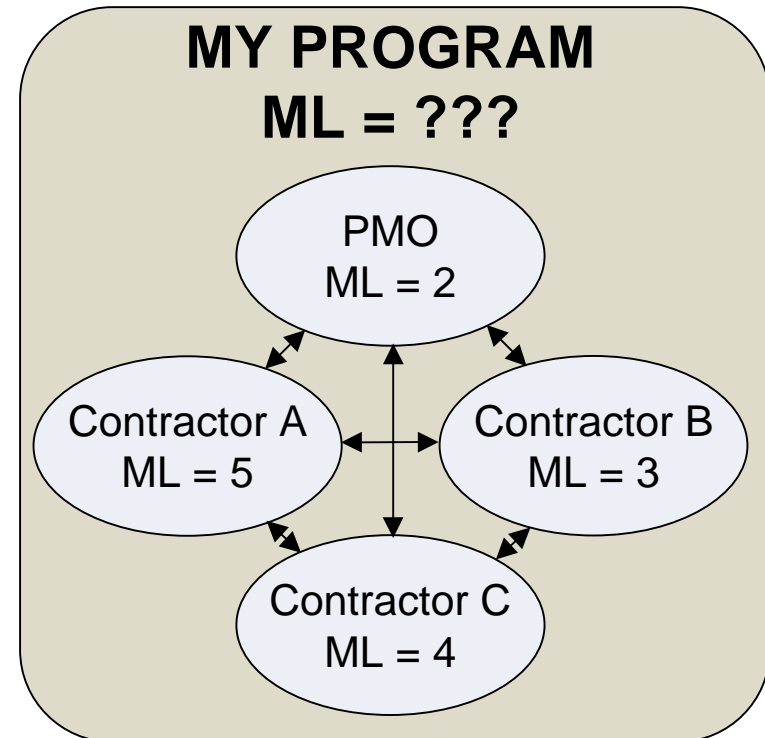 MY PROGRAM
ML = ???
PMO
ML = 2
Contractor A
ML = 5
Contractor B
ML = 3
Contractor C
ML = 4